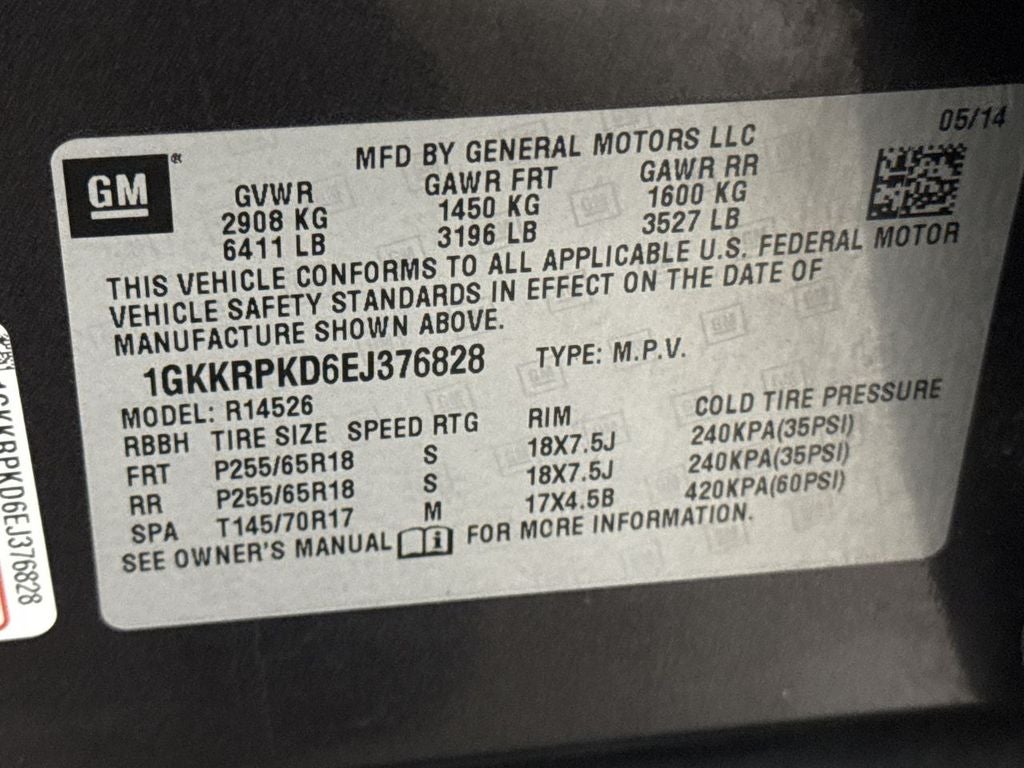 05/14
GM
®
MFD BY GENERAL MOTORS LLC
GVWR GAWR FRT GAWR RR
2908 KG 1450 KG 1600 KG
6411 LB 3196 LB 3527 LB
THIS VEHICLE CONFORMS TO ALL APPLICABLE U.S. FEDERAL MOTOR
VEHICLE SAFETY STANDARDS IN EFFECT ON THE DATE OF
MANUFACTURE SHOWN ABOVE.
1GKKRPKD6EJ376828 TYPE: M.P.V.
MODEL: R14526
RBBH TIRE SIZE SPEED RTG RIM COLD TIRE PRESSURE
FRT P255/65R18 S 18X7.5J 240KPA(35PSI)
RR P255/65R18 S 18X7.5J 240KPA(35PSI)
SPA T145/70R17 M 17X4.5B 420KPA(60PSI)
SEE OWNER'S MANUAL i FOR MORE INFORMATION.
1GKKRPKD6EJ376828